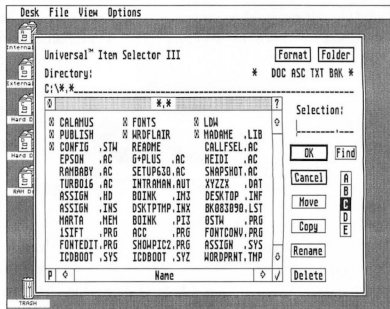 Desk File View Options
Internal
External
Hard D
Hard D
RAM Di
TRASH
Universal™ Item Selector III
Format Folder
Directory:
* DOC ASC TXT BAK *
C:\*.*
*.*
?
CALAMUS FONTS LDW
PUBLISH WRDFLAIR MADAME .LIB
CONFIG .STW README CALLFSEL.AC
EPSON .AC G+PLUS .AC HEIDI .AC
RAMBABY .AC SETUP630.AC SNAPSHOT.AC
TURBO16 .AC INTRAMAN.AUT XYZZX .DAT
ASSIGN .HD BOINK .IM3 DESKTOP .INF
ASSIGN .INS DSKTPTMP.INX BK083090.LST
MARTA .MEM BOINK .PI3 OSTW .PRG
1SIFT .PRG ACC .PRG FONTCONV.PRG
FONTEDIT.PRG SHOWPIC2.PRG ASSIGN .SYS
ICDBOOT .SYS ICDBOOT .SYZ WORDPRNT.TMP
P Name √
Selection:
________.___
OK Find
Cancel
Move
Copy
Rename
Delete
A
B
C
D
E